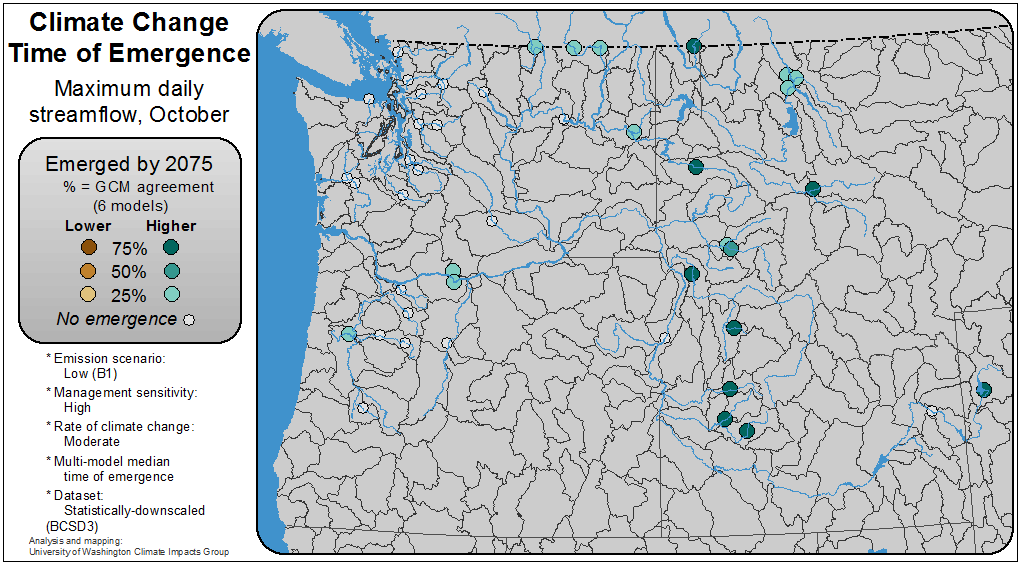 Climate Change
Time of Emergence
Maximum daily
streamflow, October
Emerged by 2075
% = GCM agreement
(6 models)
Lower Higher
75%
50%
25%
No emergence
* Emission scenario:
Low (B1)
* Management sensitivity:
High
* Rate of climate change:
Moderate
* Multi-model median
time of emergence
* Dataset:
Statistically-downscaled
(BCSD3)
Analysis and mapping:
University of Washington Climate Impacts Group